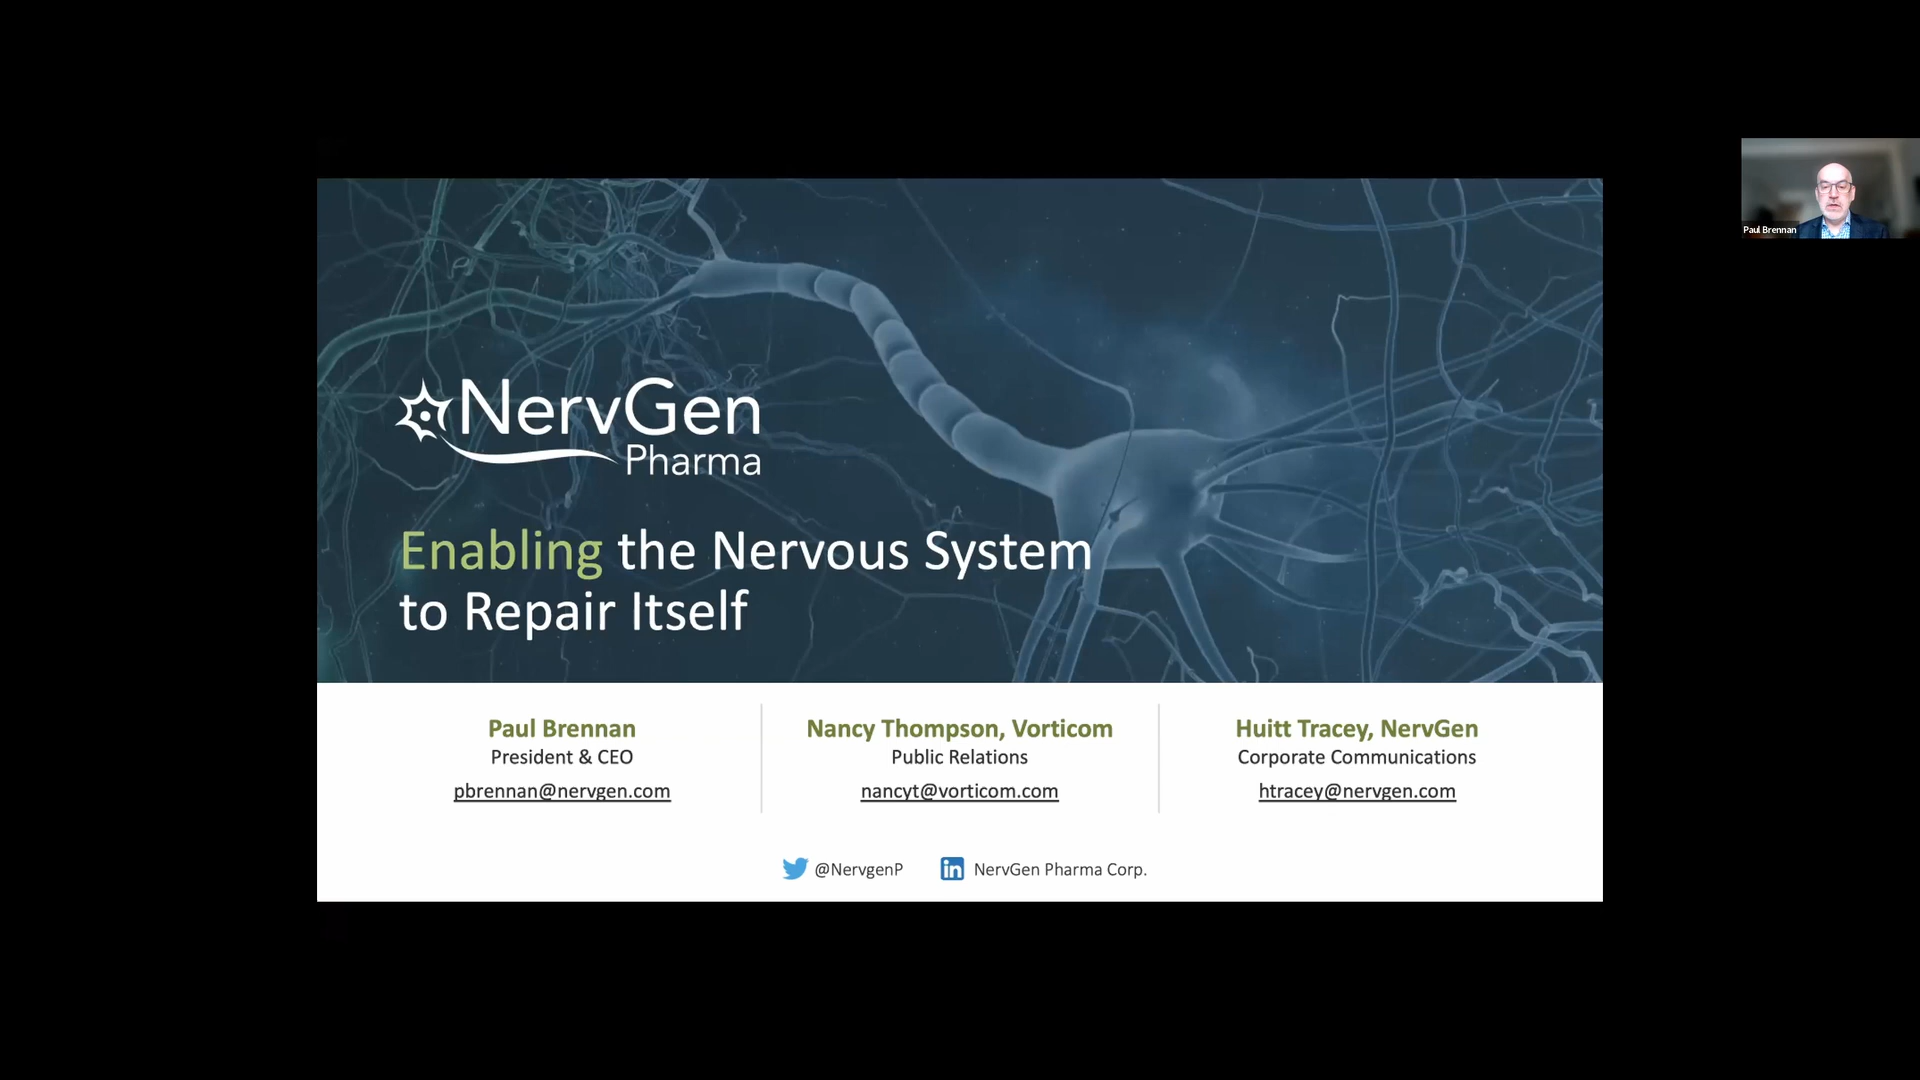 NervGen
Pharma
Enabling the Nervous System
to Repair Itself
Paul Brennan
President & CEO
pbrennan@nervgen.com
Nancy Thompson, Vorticom
Public Relations
nancyt@vorticom.com
Huitt Tracey, NervGen
Corporate Communications
htracey@nervgen.com
@NervgenP
NervGen Pharma Corp.
Paul Brennan